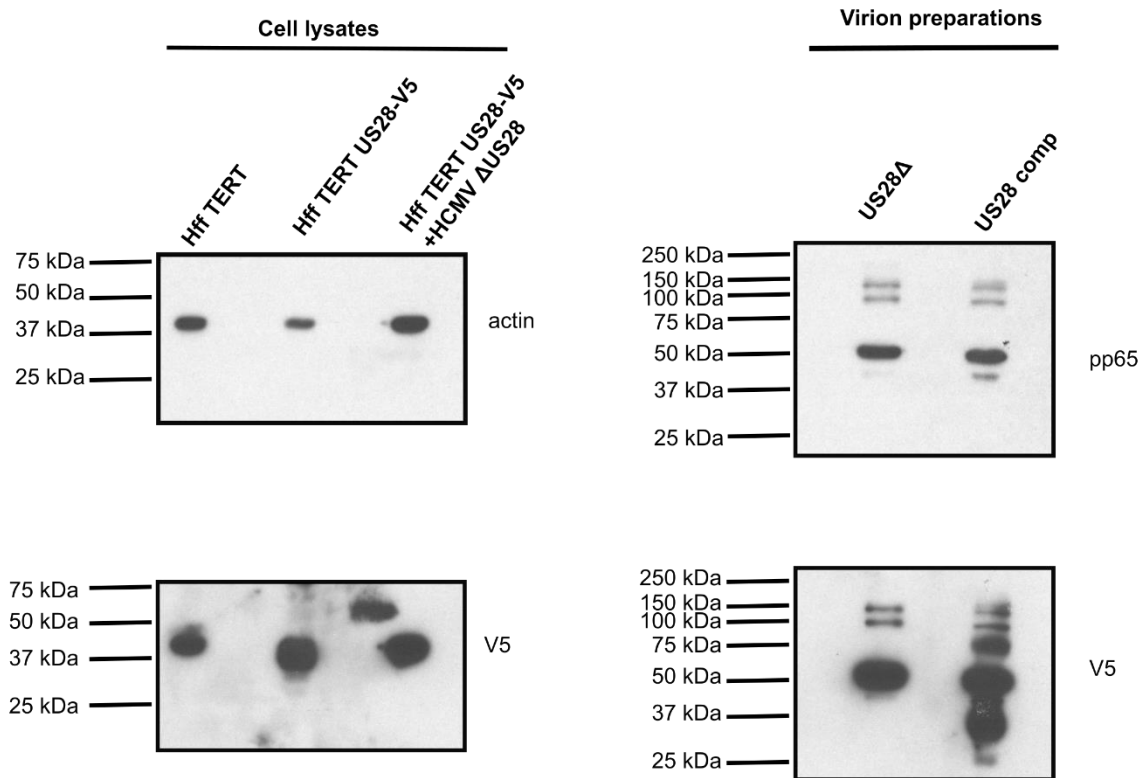 Cell lysates
Hff TERT
Hff TERT US28-V5
Hff TERT US28-V5
+HCMV ΔUS28
75 kDa
50 kDa
37 kDa
25 kDa
actin
75 kDa
50 kDa
37 kDa
25 kDa
V5
Virion preparations
US28Δ
US28 comp
250 kDa
150 kDa
100 kDa
75 kDa
50 kDa
37 kDa
25 kDa
pp65
250 kDa
150 kDa
100 kDa
75 kDa
50 kDa
37 kDa
25 kDa
V5